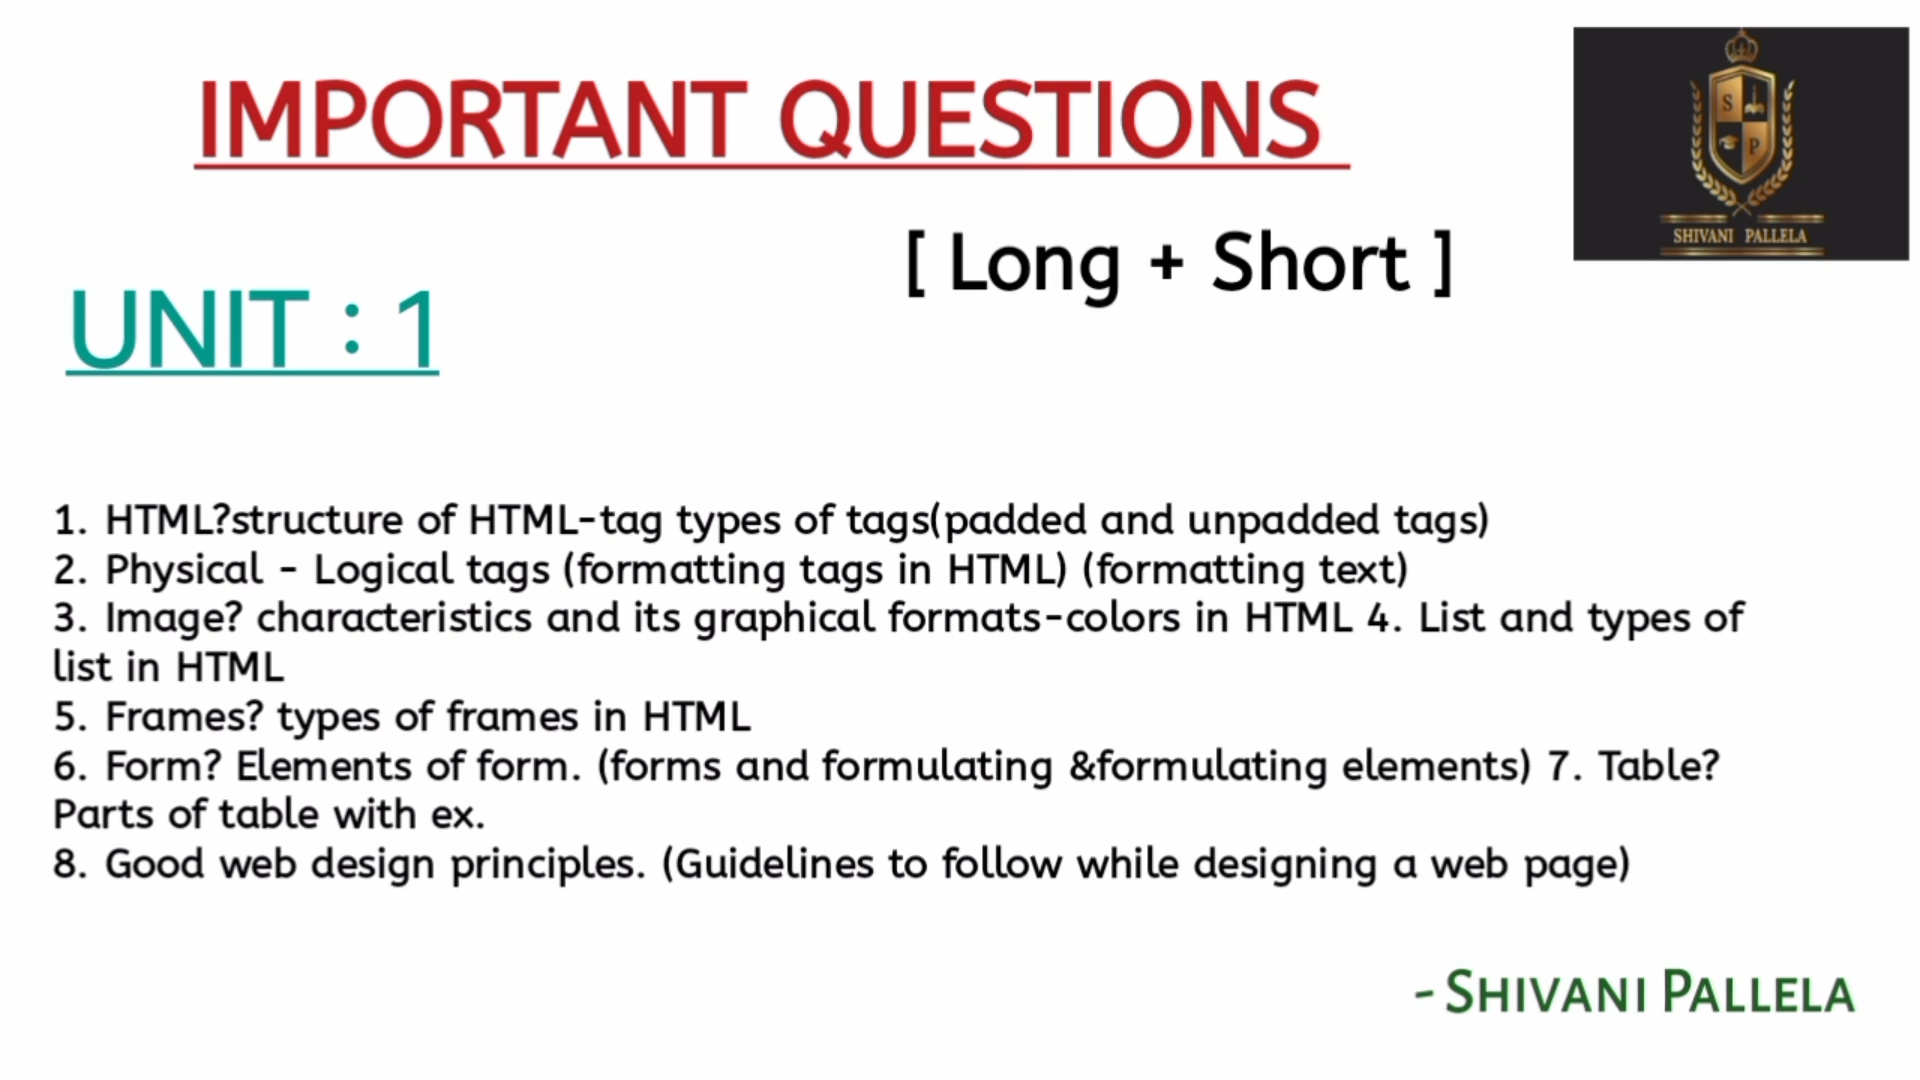 IMPORTANT QUESTIONS
S
P
SHIVANI PALLELA
[ Long + Short ]
UNIT : 1
1. HTML?structure of HTML-tag types of tags(padded and unpadded tags)
2. Physical - Logical tags (formatting tags in HTML) (formatting text)
3. Image? characteristics and its graphical formats-colors in HTML 4. List and types of
list in HTML
5. Frames? types of frames in HTML
6. Form? Elements of form. (forms and formulating &formulating elements) 7. Table?
Parts of table with ex.
8. Good web design principles. (Guidelines to follow while designing a web page)
- SHIVANI PALLELA